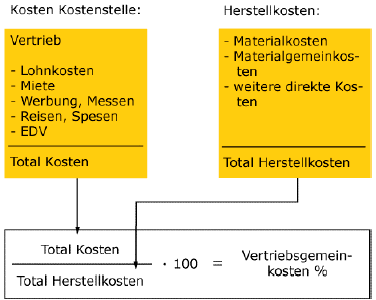 Kosten Kostenstelle:
Vertrieb
- Lohnkosten
- Miete
- Werbung, Messen
- Reisen, Spesen
- EDV
Total Kosten
Herstellkosten:
- Materialkosten
- Materialgemeinkos-
ten
- weitere direkte Kos-
ten
Total Herstellkosten
Total Kosten
Total Herstellkosten
· 100 =
Vertriebsgemein-
kosten %